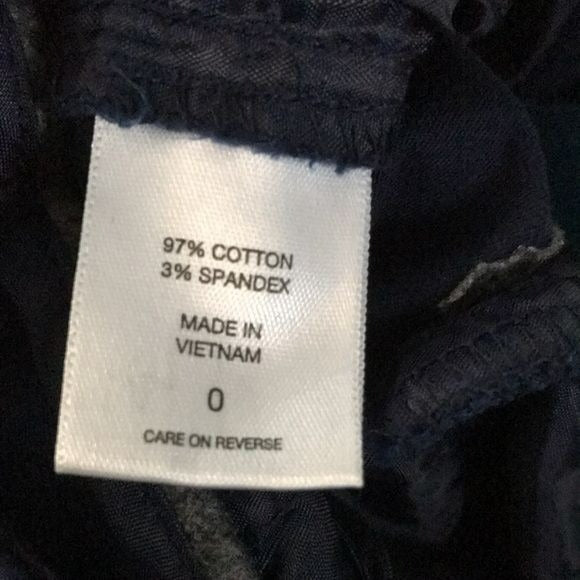 97% COTTON
3% SPANDEX
MADE IN
VIETNAM
0
CARE ON REVERSE